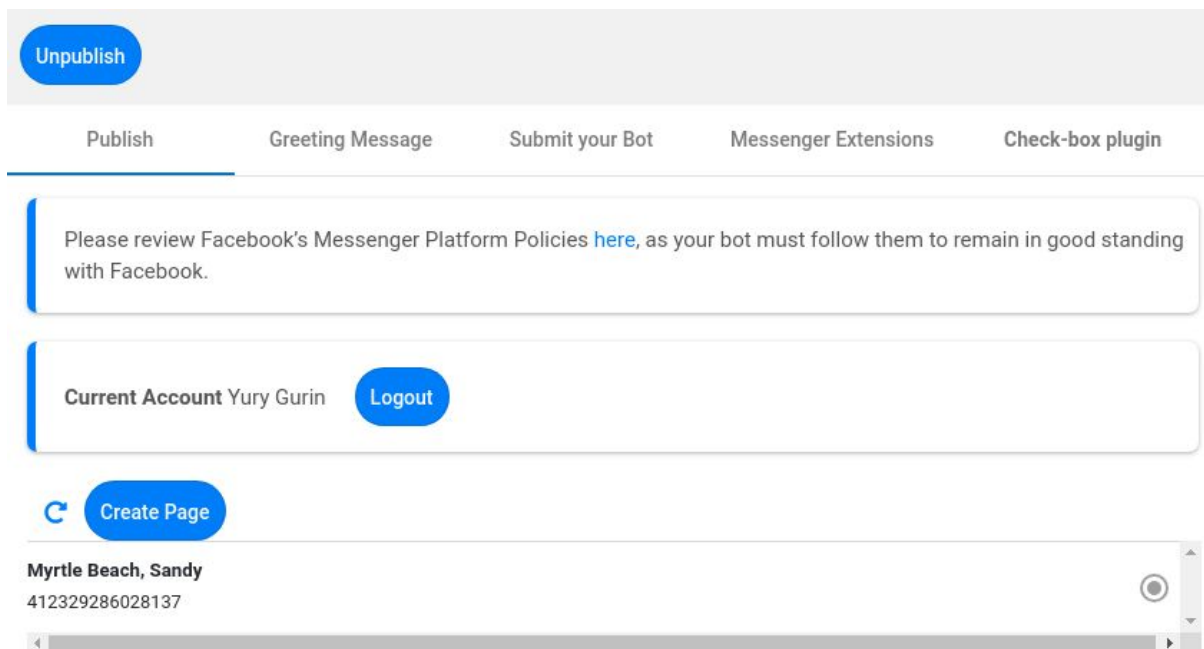 Unpublish
Publish Greeting Message Submit your Bot Messenger Extensions Check-box plugin
Please review Facebook's Messenger Platform Policies here, as your bot must follow them to remain in good standing
with Facebook.
Current Account Yury Gurin Logout
Create Page
Myrtle Beach, Sandy
412329286028137